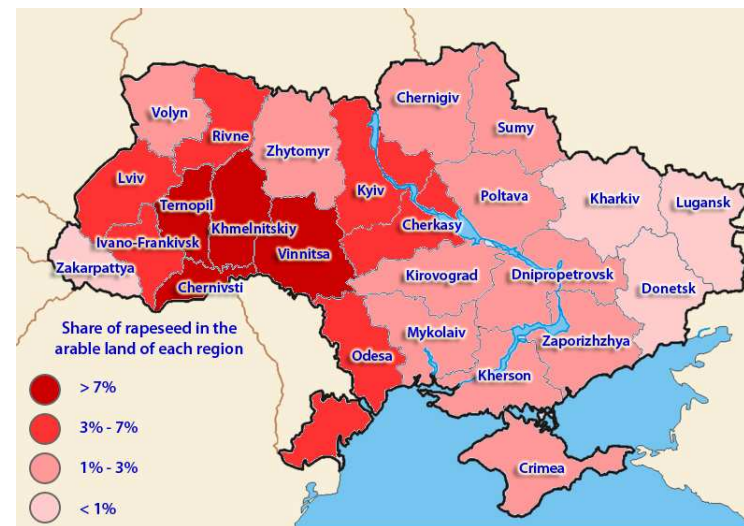 Chernigiv
Volyn
Sumy
Rivne
Zhytomyr
Lviv
Kyiv
Poltava
Kharkiv
Lugansk
Ternopil
Khmelnitskiy
Cherkasy
Ivano-Frankivsk
Vinnitsa
Zakarpattya
Kirovograd
Dnipropetrovsk
Chernivsti
Donetsk
Share of rapeseed in the
arable land of each region
Mykolaiv
Zaporizhzhya
Odesa
Kherson
> 7%
3% - 7%
1% - 3%
Crimea
< 1%